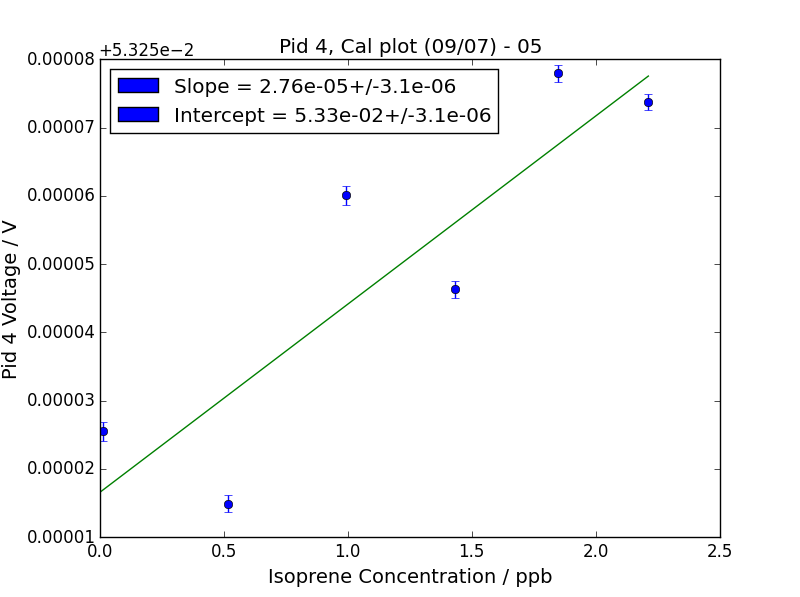 Pid 4, Cal plot (09/07) - 05
+5.325e-2
Slope = 2.76e-05+/-3.1e-06
Intercept = 5.33e-02+/-3.1e-06
0.00008
0.00007
0.00006
0.00005
0.00004
0.00003
0.00002
0.00001
Pid 4 Voltage / V
0.0 0.5 1.0 1.5 2.0 2.5
Isoprene Concentration / ppb